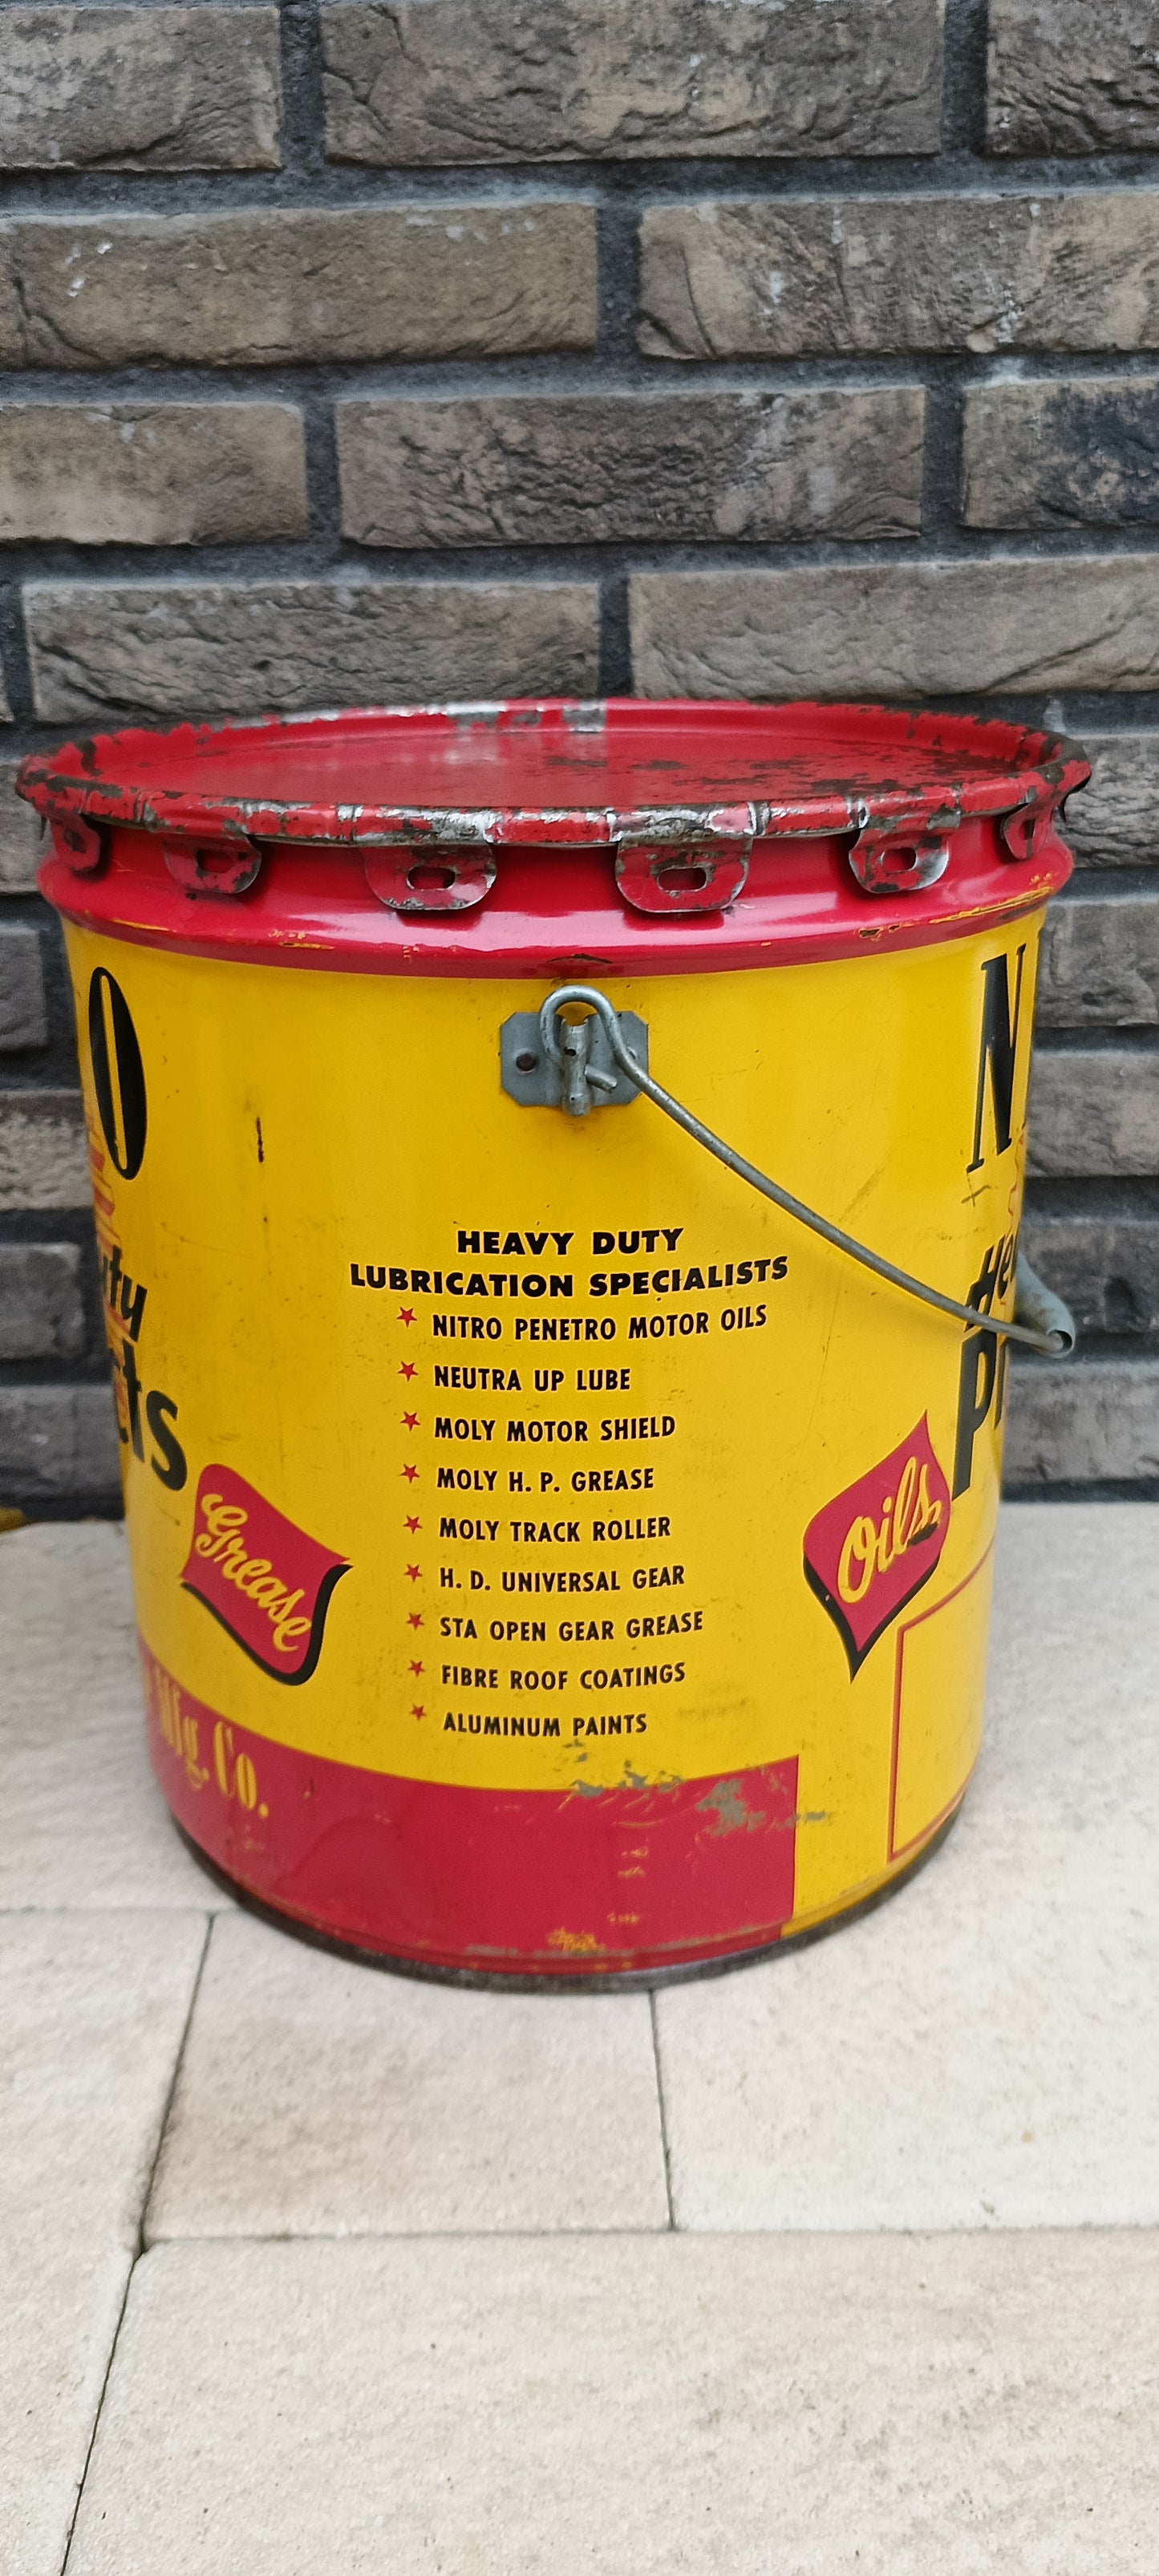 HEAVY DUTY
LUBRICATION SPECIALISTS
NITRO PENETRO MOTOR OILS
NEUTRA UP LUBE
MOLY MOTOR SHIELD
MOLY H. P. GREASE
MOLY TRACK ROLLER
H. D. UNIVERSAL GEAR
STA OPEN GEAR GREASE
FIBRE ROOF COATINGS
ALUMINUM PAINTS
Grease
Oils
Mfg. Co.